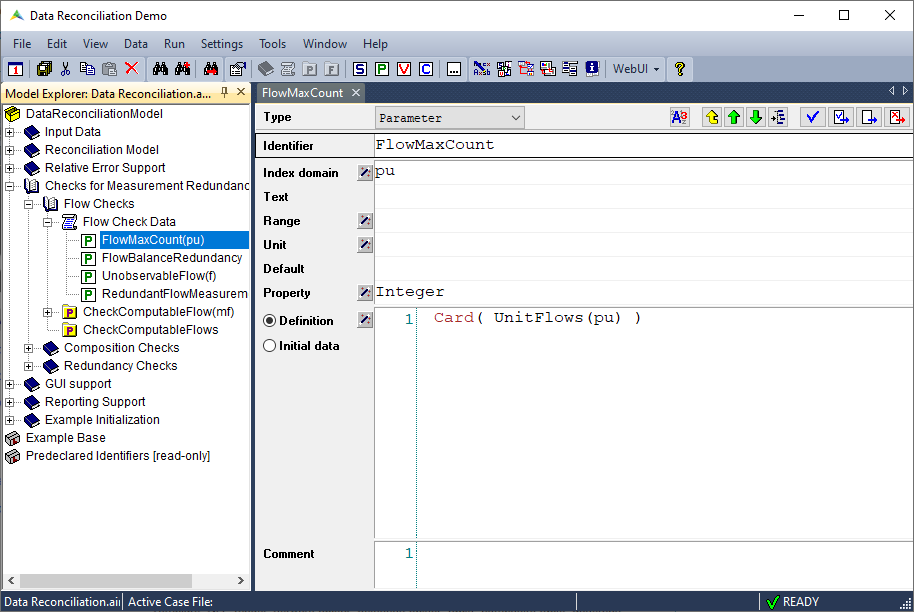 Data Reconciliation Demo
File Edit View Data Run Settings Tools Window Help
1 P F S P V C ... WebUI ?
Model Explorer: Data Reconciliation.a...
FlowMaxCount
DataReconciliationModel
Input Data
Reconciliation Model
Relative Error Support
Checks for Measurement Redundanc
Flow Checks
Flow Check Data
P FlowMaxCount(pu)
P FlowBalanceRedundancy
P UnobservableFlow(f)
P RedundantFlowMeasurem
P CheckComputableFlow(mf)
P CheckComputableFlows
Composition Checks
Redundancy Checks
GUI support
Reporting Support
Example Initialization
Example Base
Predeclared Identifiers [read-only]
Type Parameter
Identifier FlowMaxCount
Index domain pu
Text
Range
Unit
Default
Property Integer
Definition 1 Card( UnitFlows(pu) )
Initial data
Comment 1
Data Reconciliation.ai Active Case File: READY